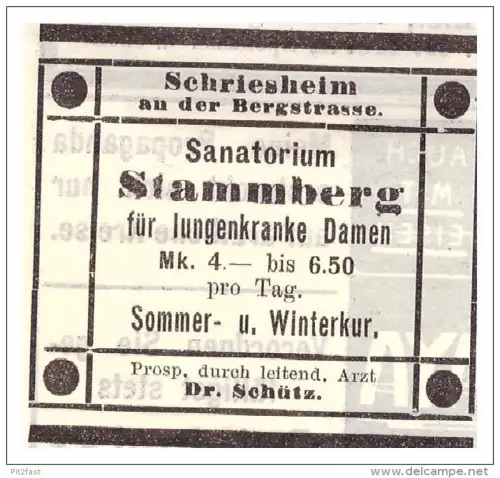 Schriesheim
an der Bergstrasse.
Sanatorium
Stammberg
für lungenkranke Damen
Mk. 4.— bis 6.50
pro Tag.
Sommer- u. Winterkur.
Prosp. durch leitend. Arzt
Dr. Schütz.
Pit2fast
delcampe.net